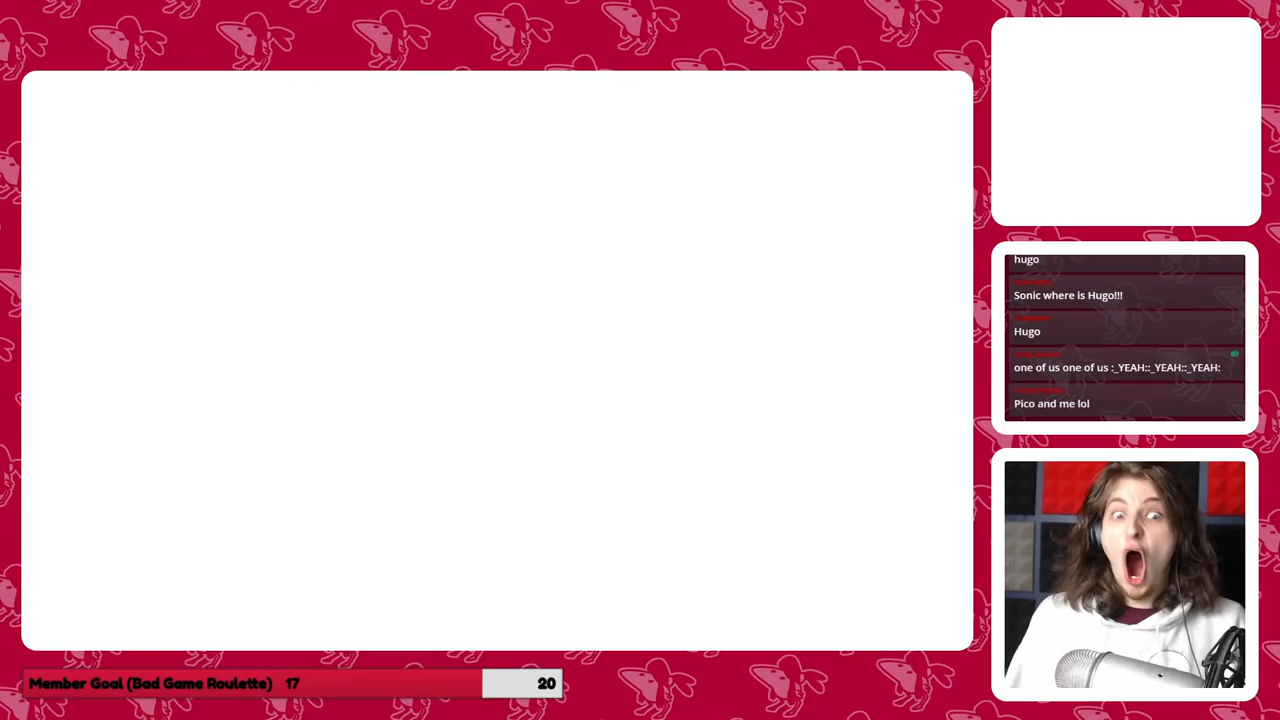 hugo
Sonic where is Hugo!!!
Hugo
one of us one of us :_YEAH::_YEAH::_YEAH:
Pico and me lol
Member Goal (Bad Game Roulette) 17 20